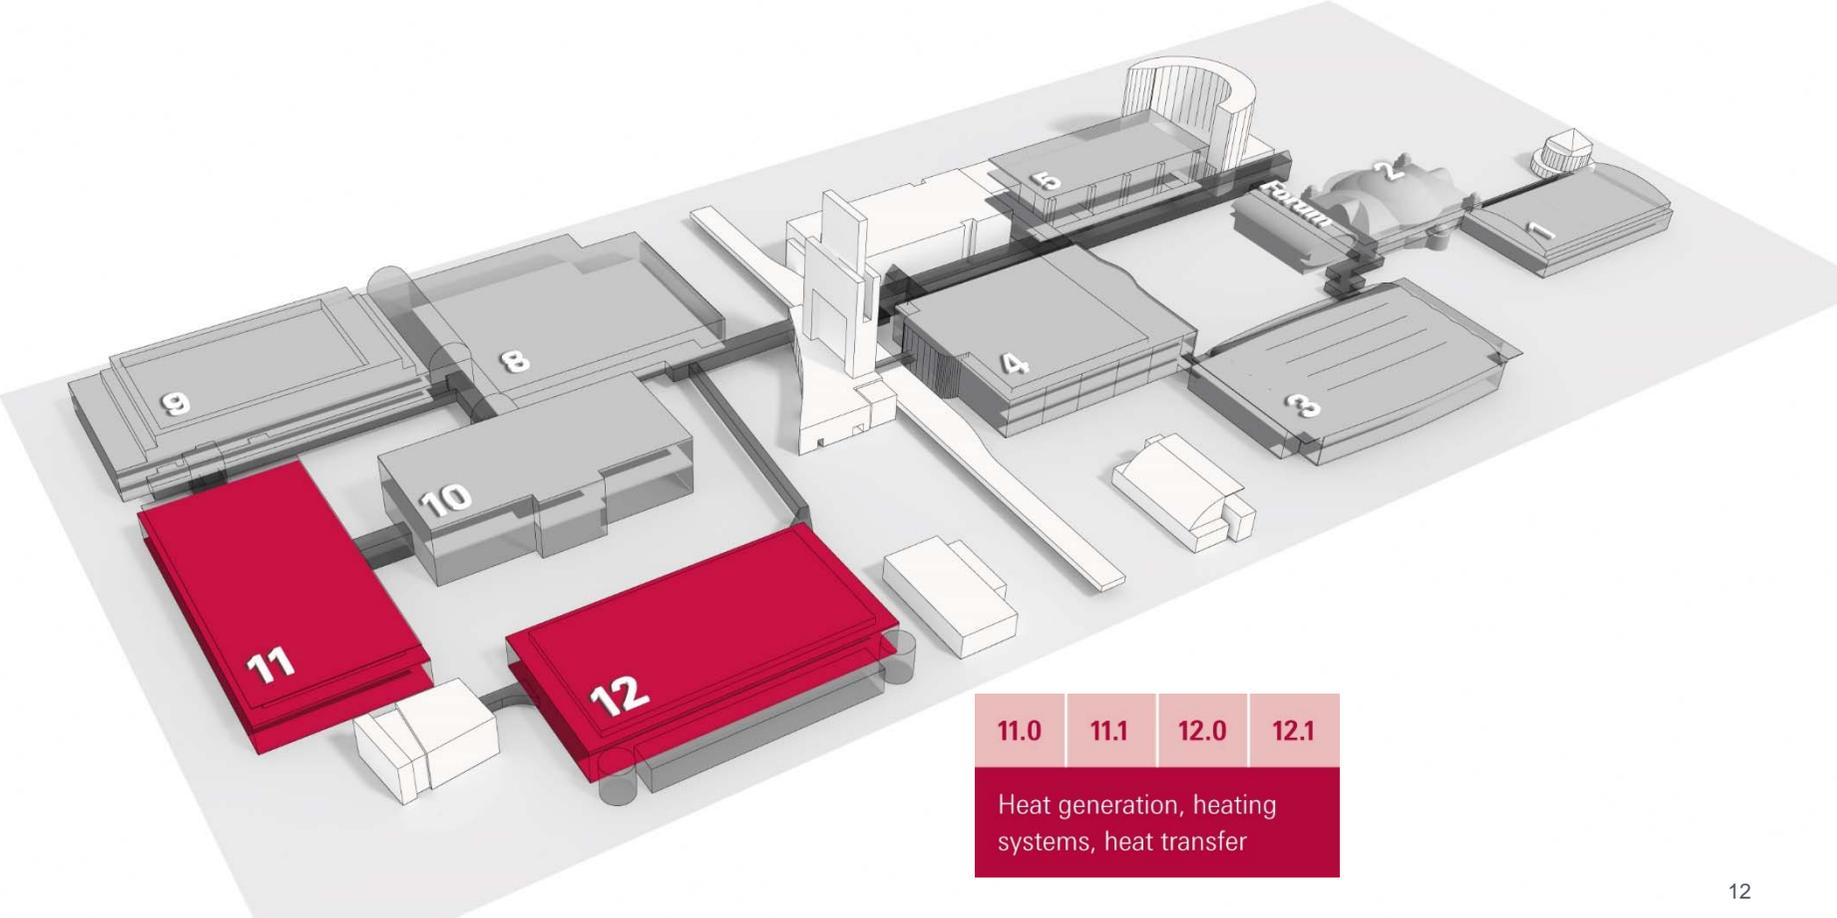 5
Forum
2
1
8
4
3
9
10
11
12
11.0 11.1 12.0 12.1
Heat generation, heating
systems, heat transfer
12